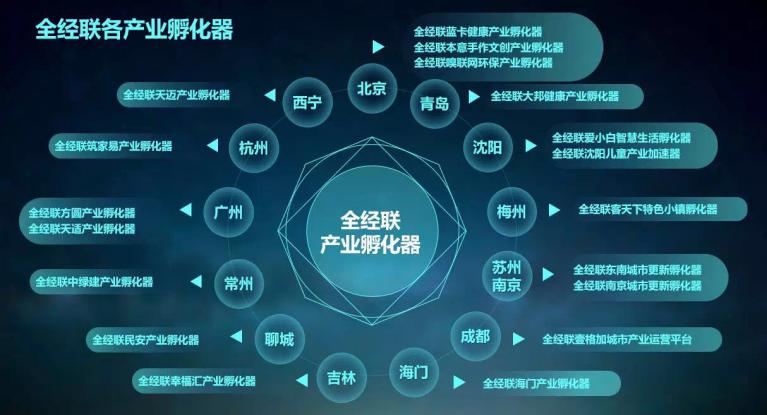 全经联各产业孵化器
全经联蓝卡健康产业孵化器
全经联本意手作文创产业孵化器
全经联嗅联网环保产业孵化器
北京
西宁
全经联天迈产业孵化器
青岛
全经联大邦健康产业孵化器
杭州
全经联筑家易产业孵化器
沈阳
全经联爱小白智慧生活孵化器
全经联沈阳儿童产业加速器
广州
全经联方圆产业孵化器
全经联天适产业孵化器
全经联
产业孵化器
梅州
全经联客天下特色小镇孵化器
常州
全经联中绿建产业孵化器
苏州
南京
全经联东南城市更新孵化器
全经联南京城市更新孵化器
聊城
全经联民安产业孵化器
成都
全经联壹格加城市产业运营平台
吉林
全经联幸福汇产业孵化器
海门
全经联海门产业孵化器